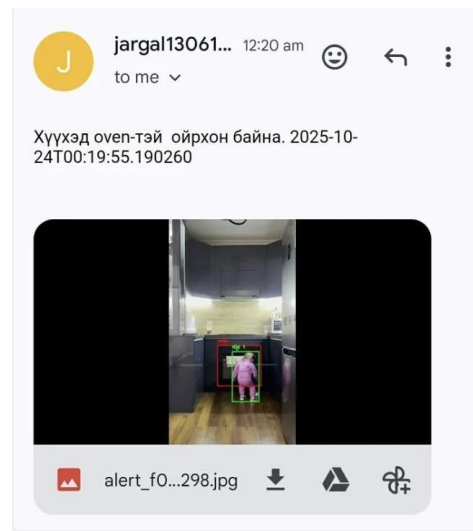 J
jargal13061... 12:20 am
to me
Хүүхэд oven-тэй ойрхон байна. 2025-10-
24T00:19:55.190260
alert_f0...298.jpg